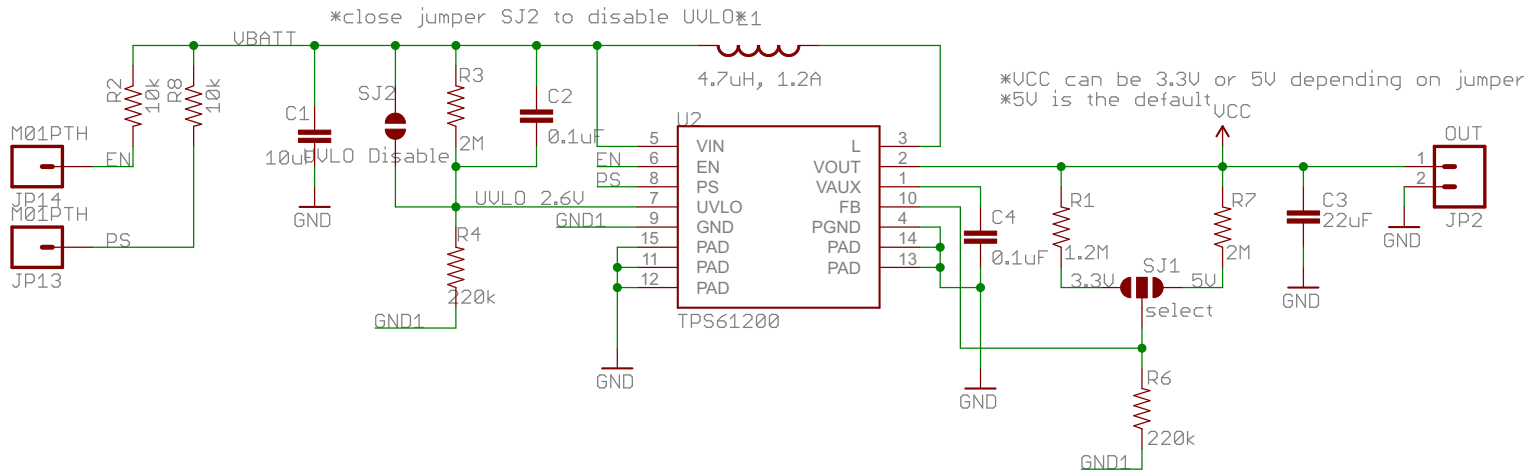 *close jumper SJ2 to disable UVLO*
L1
VBATT
4.7uH, 1.2A
R2
10k
R8
10k
SJ2
R3
2M
C2
0.1uF
C1
10uF
UVLO Disable
*VCC can be 3.3V or 5V depending on jumper
*5V is the default
VCC
U2
M01PTH
EN
JP14
M01PTH
PS
JP13
GND
5 VIN L 3
EN 6 EN VOUT 2
PS 8 PS VAUX 1
UVLO 2.6V 7 UVLO FB 10
GND1 9 GND PGND 4
15 PAD PAD 14
11 PAD PAD 13
12 PAD
TPS61200
R4
220k
GND1
GND
C4
0.1uF
GND
R1
1.2M
R7
2M
C3
22uF
OUT
1
2
JP2
GND
3.3V
SJ1
5V
select
GND
R6
220k
GND1